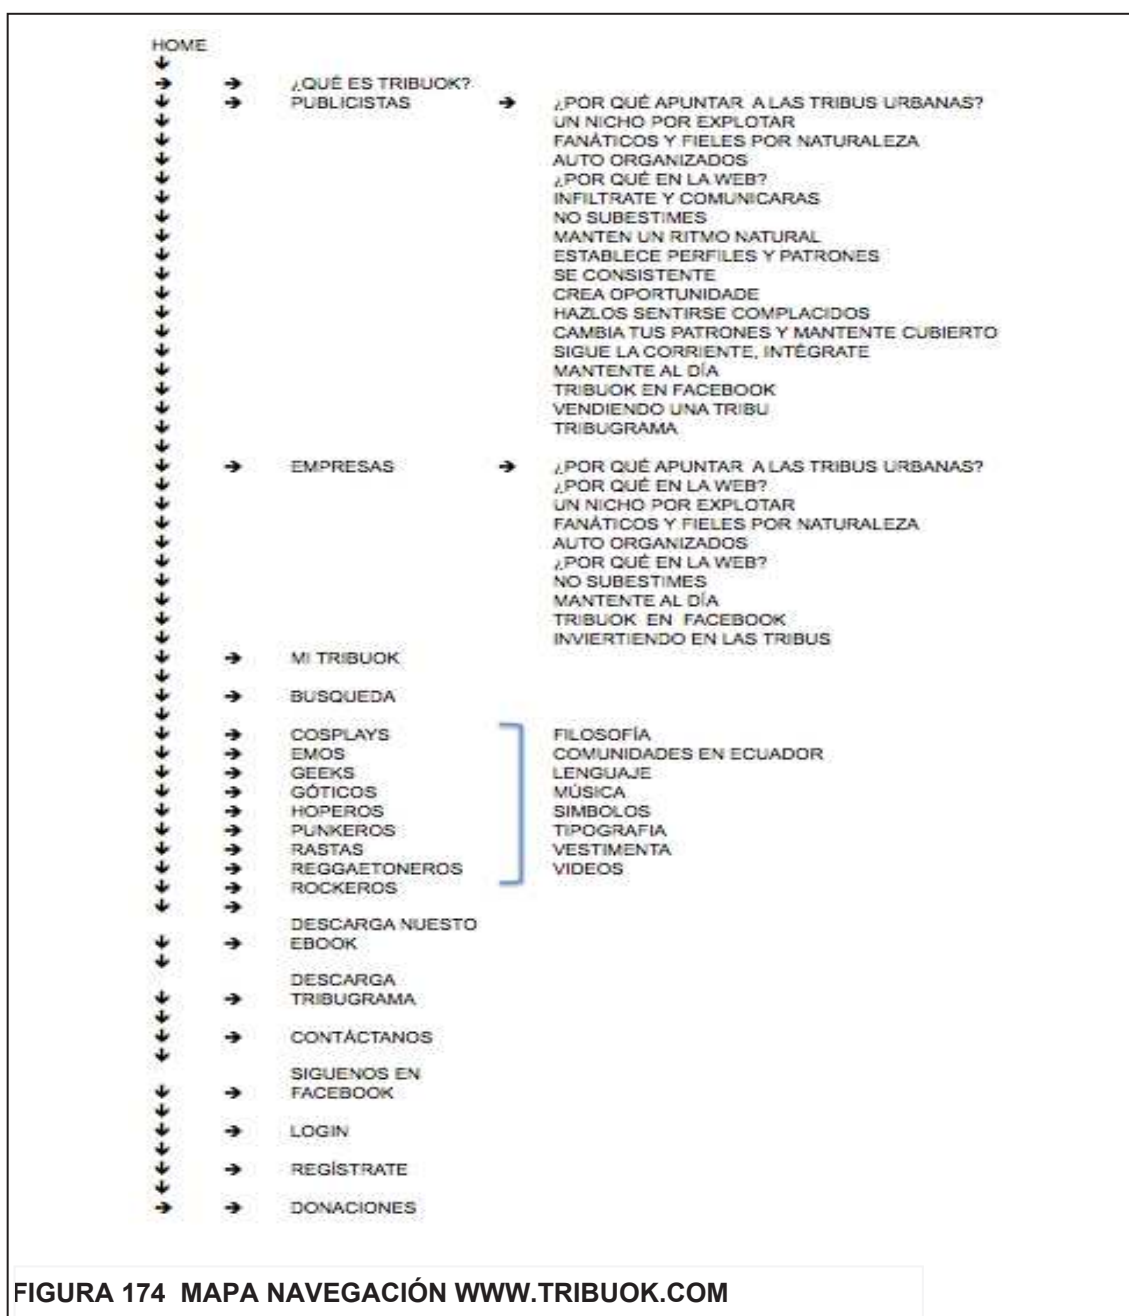 HOME
¿QUÉ ES TRIBUOK?
PUBLICISTAS ¿POR QUÉ APUNTAR A LAS TRIBUS URBANAS?
UN NICHO POR EXPLOTAR
FANÁTICOS Y FIELES POR NATURALEZA
AUTO ORGANIZADOS
¿POR QUÉ EN LA WEB?
INFILTRATE Y COMUNICARAS
NO SUBESTIMES
MANTEN UN RITMO NATURAL
ESTABLECE PERFILES Y PATRONES
SE CONSISTENTE
CREA OPORTUNIDADE
HAZLOS SENTIRSE COMPLACIDOS
CAMBIA TUS PATRONES Y MANTENTE CUBIERTO
SIGUE LA CORRIENTE, INTÉGRATE
MANTENTE AL DÍA
TRIBUOK EN FACEBOOK
VENDIENDO UNA TRIBU
TRIBUGRAMA
EMPRESAS ¿POR QUÉ APUNTAR A LAS TRIBUS URBANAS?
¿POR QUÉ EN LA WEB?
UN NICHO POR EXPLOTAR
FANÁTICOS Y FIELES POR NATURALEZA
AUTO ORGANIZADOS
¿POR QUÉ EN LA WEB?
NO SUBESTIMES
MANTENTE AL DÍA
TRIBUOK EN FACEBOOK
INVIERTIENDO EN LAS TRIBUS
MI TRIBUOK
BUSQUEDA
COSPLAYS FILOSOFÍA
EMOS COMUNIDADES EN ECUADOR
GEEKS LENGUAJE
GÓTICOS MÚSICA
HOPEROS SIMBOLOS
PUNKEROS TIPOGRAFIA
RASTAS VESTIMENTA
REGGAETONEROS VIDEOS
ROCKEROS
DESCARGA NUESTO
EBOOK
DESCARGA
TRIBUGRAMA
CONTÁCTANOS
SIGUENOS EN
FACEBOOK
LOGIN
REGÍSTRATE
DONACIONES
FIGURA 174 MAPA NAVEGACIÓN WWW.TRIBUOK.COM